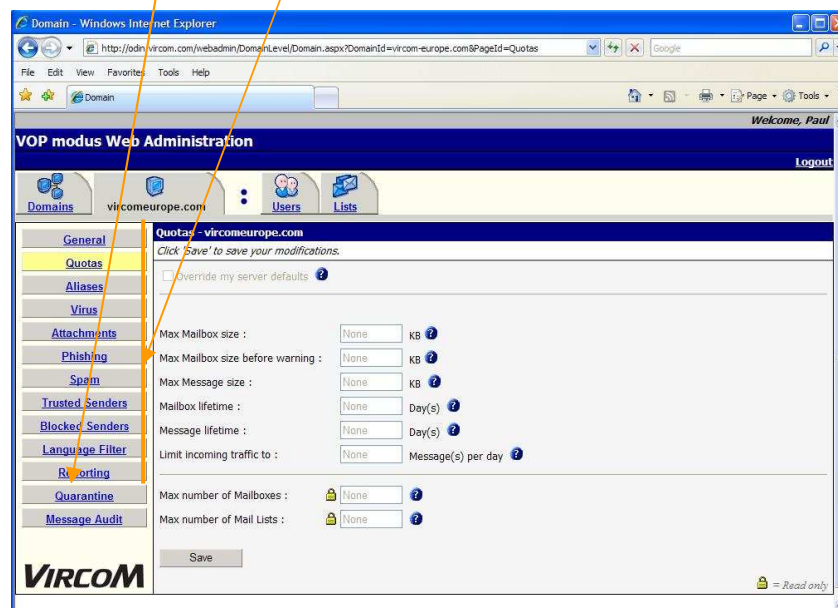 Domain - Windows Internet Explorer
http://odin.vircom.com/webadmin/DomainLevel/Domain.aspx?DomainId=vircom-europe.com&PageId=Quotas
Google
File Edit View Favorites Tools Help
Domain
Page Tools
Welcome, Paul
VOP modus Web Administration
Logout
Domains vircomeurope.com : Users Lists
General
Quotas
Aliases
Virus
Attachments
Phishing
Spam
Trusted Senders
Blocked Senders
Language Filter
Reporting
Quarantine
Message Audit
Quotas - vircomeurope.com
Click 'Save' to save your modifications.
Override my server defaults ?
Max Mailbox size : None KB ?
Max Mailbox size before warning : None KB ?
Max Message size : None KB ?
Mailbox lifetime : None Day(s) ?
Message lifetime : None Day(s) ?
Limit incoming traffic to : None Message(s) per day ?
Max number of Mailboxes : None ?
Max number of Mail Lists : None ?
Save
VIRCOM
= Read only